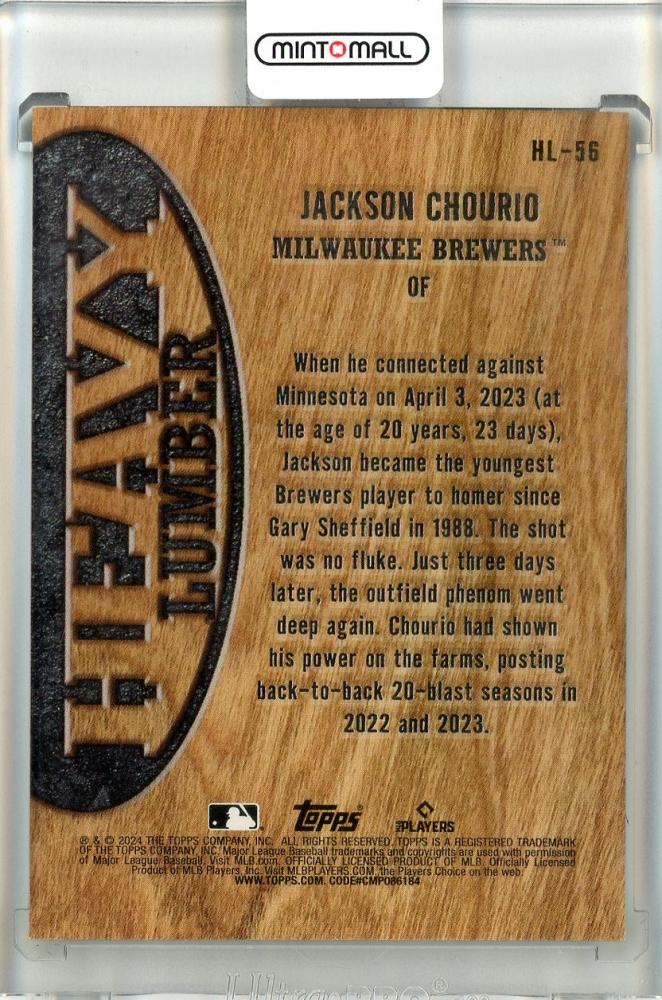 MINTOMALL
HL-56
JACKSON CHOURIO
MILWAUKEE BREWERS™
OF
HEAVY
LUMBER
When he connected against
Minnesota on April 3, 2023 (at
the age of 20 years, 23 days),
Jackson became the youngest
Brewers player to homer since
Gary Sheffield in 1988. The shot
was no fluke. Just three days
later, the outfield phenom went
deep again. Chourio had shown
his power on the farms, posting
back-to-back 20-blast seasons in
2022 and 2023.
topps®
MLB PLAYERS
® & © 2024 THE TOPPS COMPANY, INC. ALL RIGHTS RESERVED. TOPPS IS A REGISTERED TRADEMARK
OF THE TOPPS COMPANY, INC. Major League Baseball trademarks and copyrights are used with permission
of Major League Baseball. Visit MLB.com. OFFICIALLY LICENSED PRODUCT OF MLB. Officially Licensed
Product of MLB Players, Inc. Visit MLBPLAYERS.COM, the Players Choice on the web.
WWW.TOPPS.COM. CODE#CMP086184
Ultra PRO®